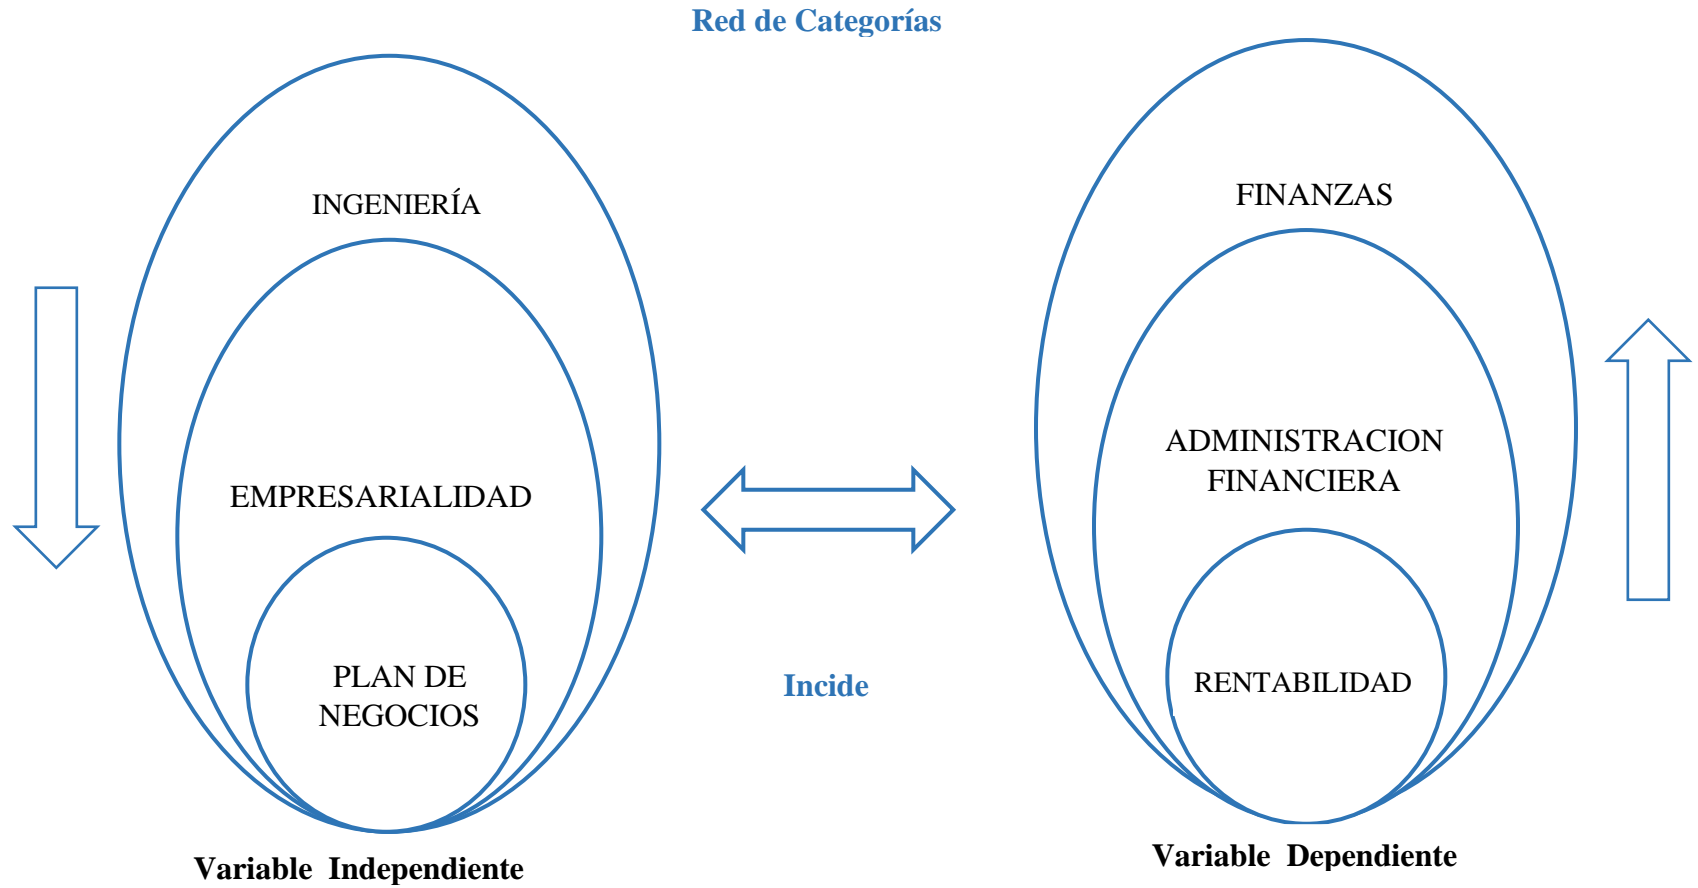 Red de Categorías
INGENIERÍA
EMPRESARIALIDAD
PLAN DE
NEGOCIOS
Variable Independiente
Incide
FINANZAS
ADMINISTRACION
FINANCIERA
RENTABILIDAD
Variable Dependiente